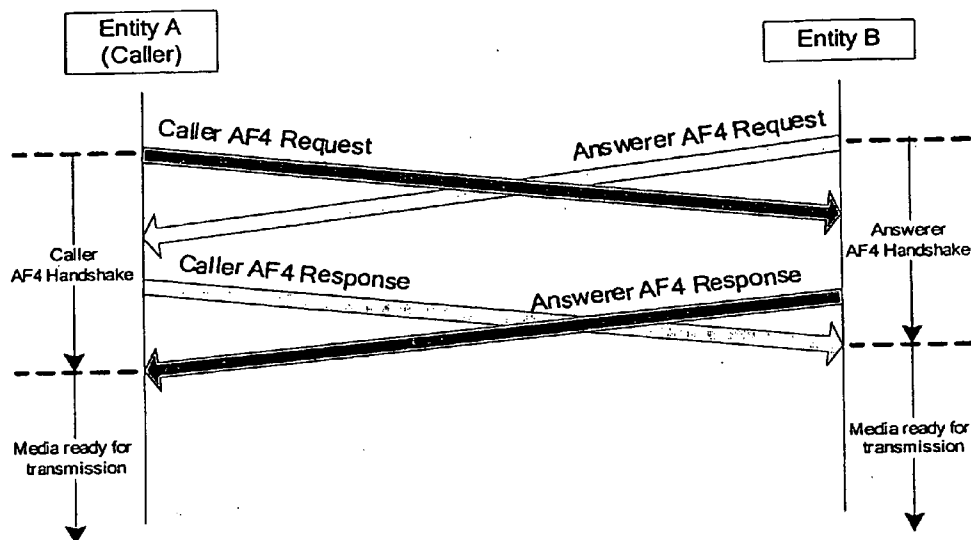 Entity A
(Caller)
Entity B
Caller AF4 Request
Answerer AF4 Request
Caller
AF4 Handshake
Answerer
AF4 Handshake
Caller AF4 Response
Answerer AF4 Response
Media ready for
transmission
Media ready for
transmission